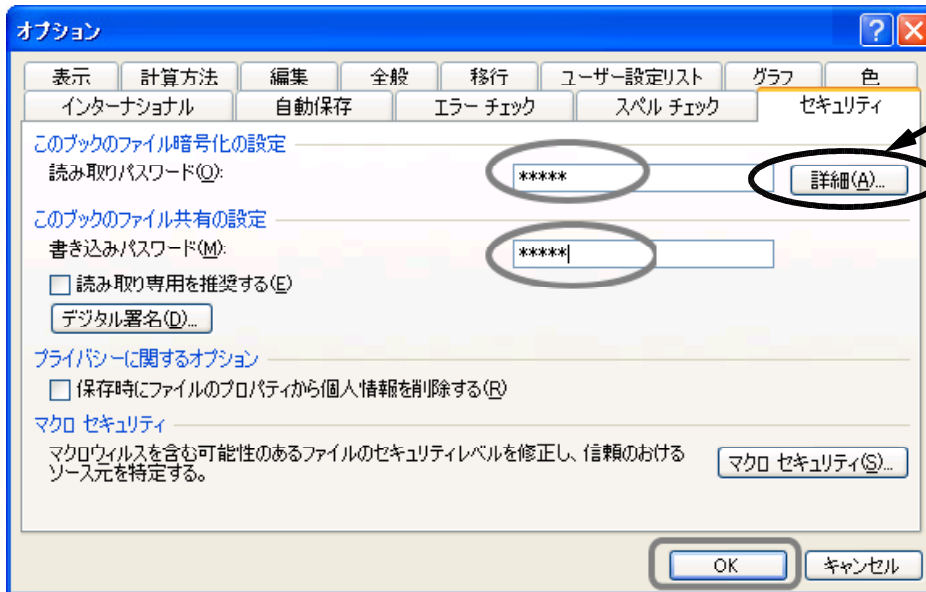 オプション
表示 計算方法 編集 全般 移行 ユーザー設定リスト グラフ 色
インターナショナル 自動保存 エラー チェック スペル チェック セキュリティ
このブックのファイル暗号化の設定
読み取りパスワード(O): ***** 詳細(A)...
このブックのファイル共有の設定
書き込みパスワード(M): *****
読み取り専用を推奨する(E)
デジタル署名(D)...
プライバシーに関するオプション
保存時にファイルのプロパティから個人情報を削除する(R)
マクロ セキュリティ
マクロウィルスを含む可能性のあるファイルのセキュリティレベルを修正し、信頼のおける
ソース元を特定する。
マクロ セキュリティ(S)...
OK キャンセル